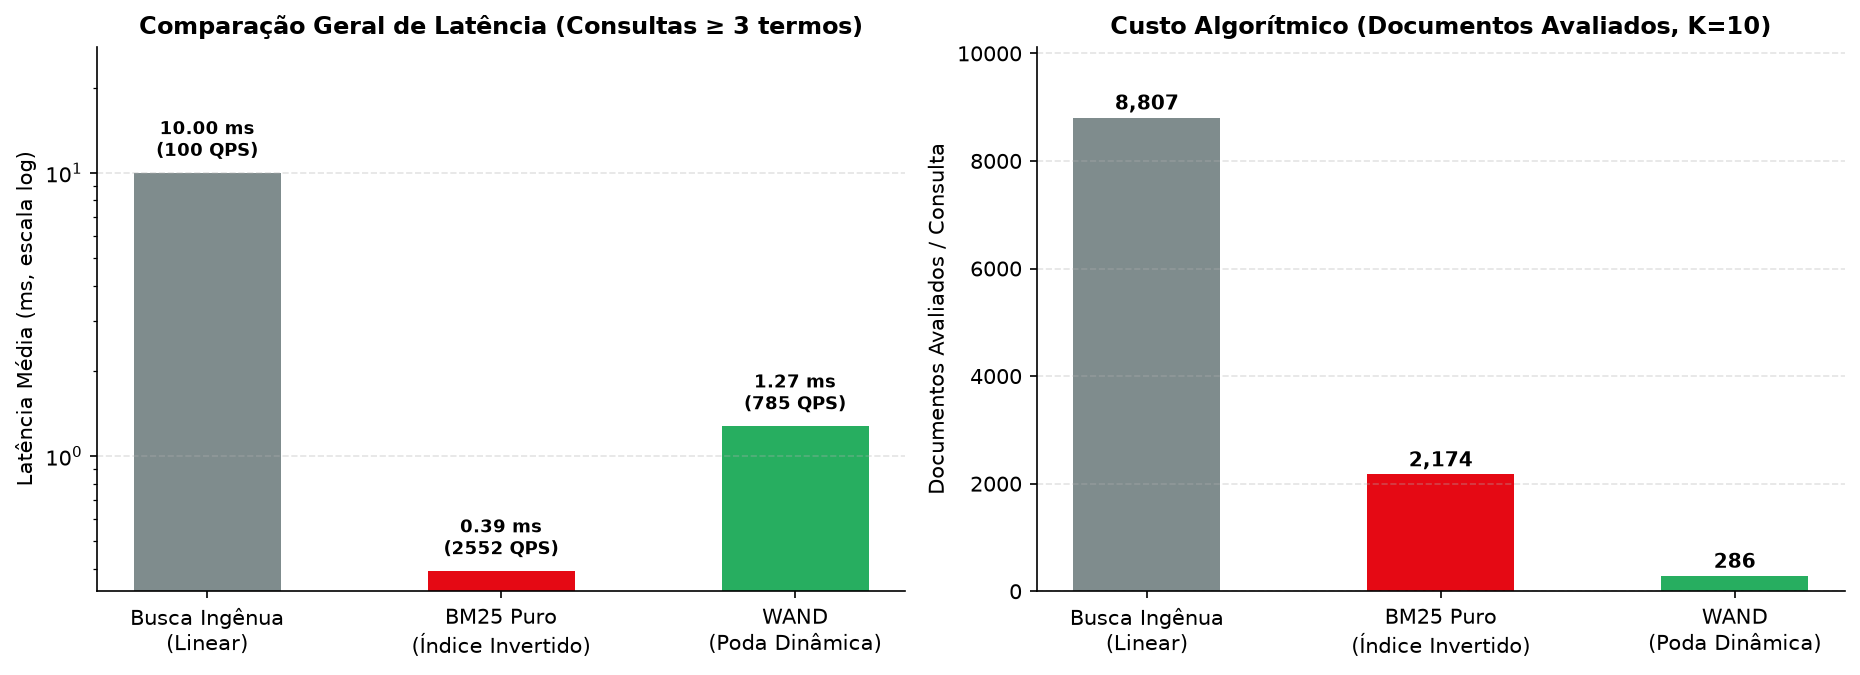 Comparação Geral de Latência (Consultas ≥ 3 termos)
Latência Média (ms, escala log)
10¹
10⁰
10.00 ms
(100 QPS)
0.39 ms
(2552 QPS)
1.27 ms
(785 QPS)
Busca Ingênua
(Linear)
BM25 Puro
(Índice Invertido)
WAND
(Poda Dinâmica)
Custo Algorítmico (Documentos Avaliados, K=10)
Documentos Avaliados / Consulta
10000
8000
6000
4000
2000
0
8,807
2,174
286
Busca Ingênua
(Linear)
BM25 Puro
(Índice Invertido)
WAND
(Poda Dinâmica)